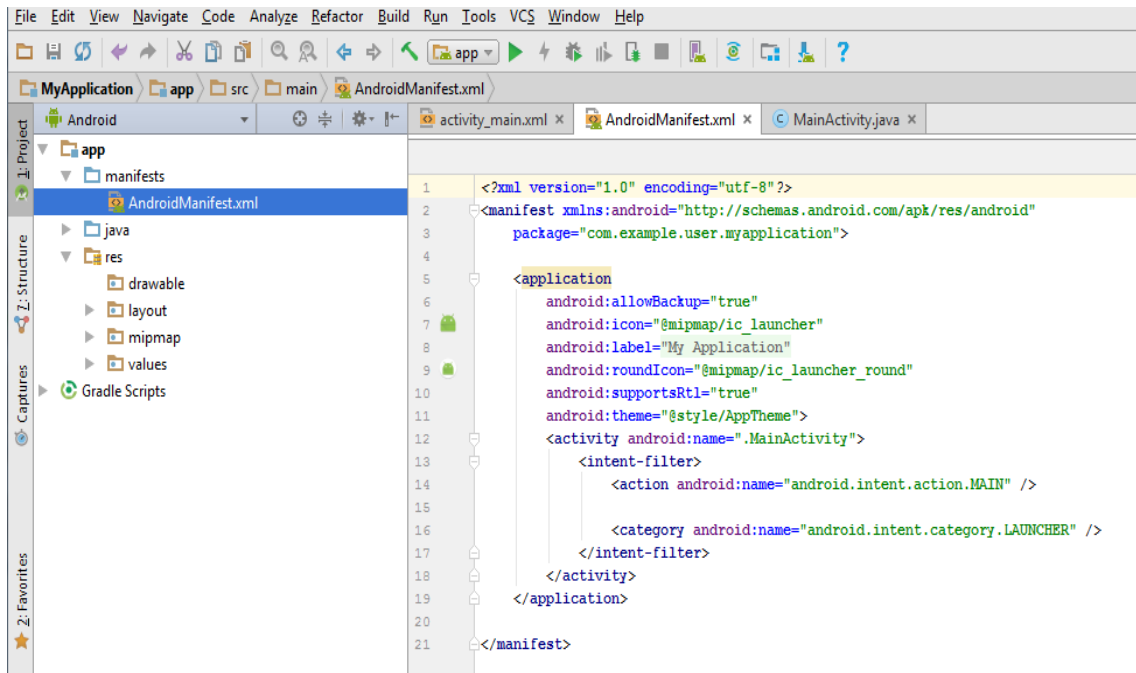 File Edit View Navigate Code Analyze Refactor Build Run Tools VCS Window Help
app
MyApplication app src main AndroidManifest.xml
1: Project
7: Structure
Captures
2: Favorites
Android
app
manifests
AndroidManifest.xml
java
res
drawable
layout
mipmap
values
Gradle Scripts
activity_main.xml × AndroidManifest.xml × C MainActivity.java ×
1 <?xml version="1.0" encoding="utf-8"?>
2 <manifest xmlns:android="http://schemas.android.com/apk/res/android"
3 package="com.example.user.myapplication">
4
5 <application
6 android:allowBackup="true"
7 android:icon="@mipmap/ic_launcher"
8 android:label="My Application"
9 android:roundIcon="@mipmap/ic_launcher_round"
10 android:supportsRtl="true"
11 android:theme="@style/AppTheme">
12 <activity android:name=".MainActivity">
13 <intent-filter>
14 <action android:name="android.intent.action.MAIN" />
15
16 <category android:name="android.intent.category.LAUNCHER" />
17 </intent-filter>
18 </activity>
19 </application>
20
21 </manifest>